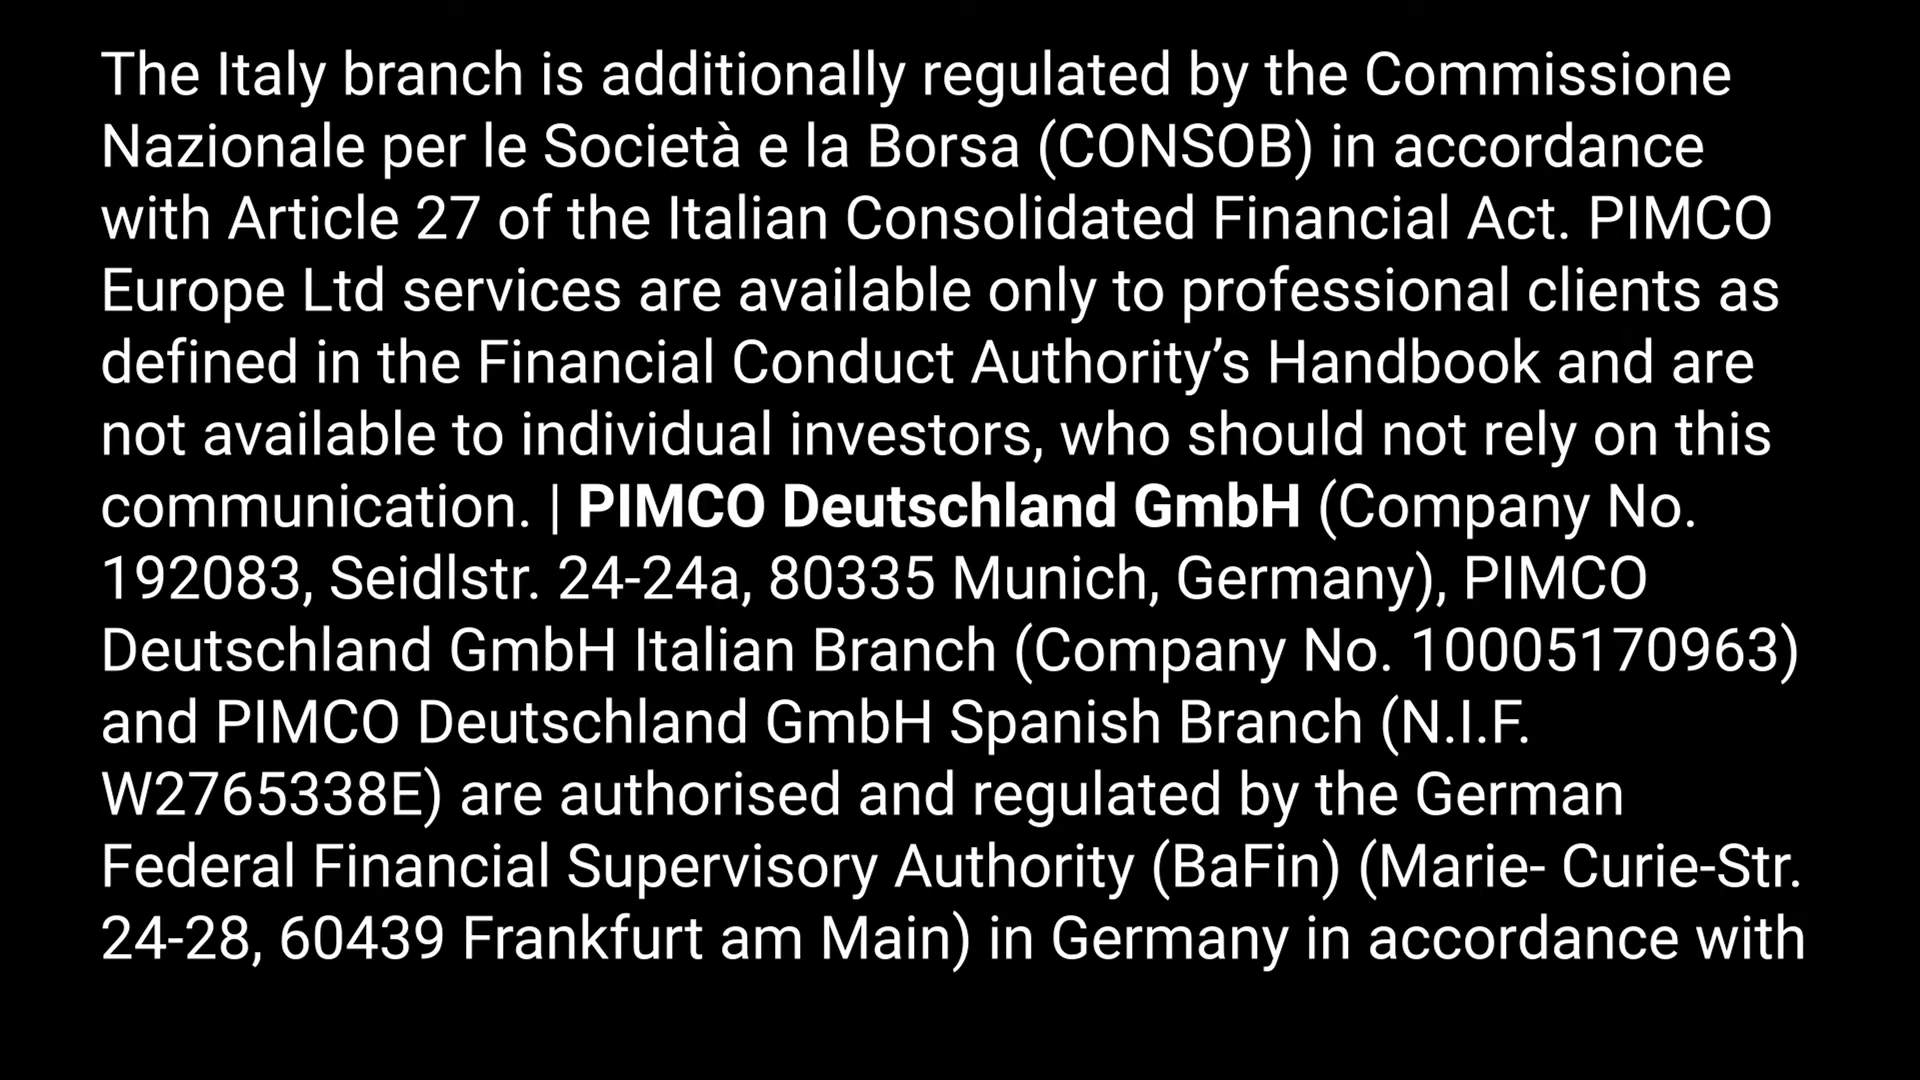 The Italy branch is additionally regulated by the Commissione
Nazionale per le Società e la Borsa (CONSOB) in accordance
with Article 27 of the Italian Consolidated Financial Act. PIMCO
Europe Ltd services are available only to professional clients as
defined in the Financial Conduct Authority’s Handbook and are
not available to individual investors, who should not rely on this
communication. | PIMCO Deutschland GmbH (Company No.
192083, Seidlstr. 24-24a, 80335 Munich, Germany), PIMCO
Deutschland GmbH Italian Branch (Company No. 10005170963)
and PIMCO Deutschland GmbH Spanish Branch (N.I.F.
W2765338E) are authorised and regulated by the German
Federal Financial Supervisory Authority (BaFin) (Marie- Curie-Str.
24-28, 60439 Frankfurt am Main) in Germany in accordance with